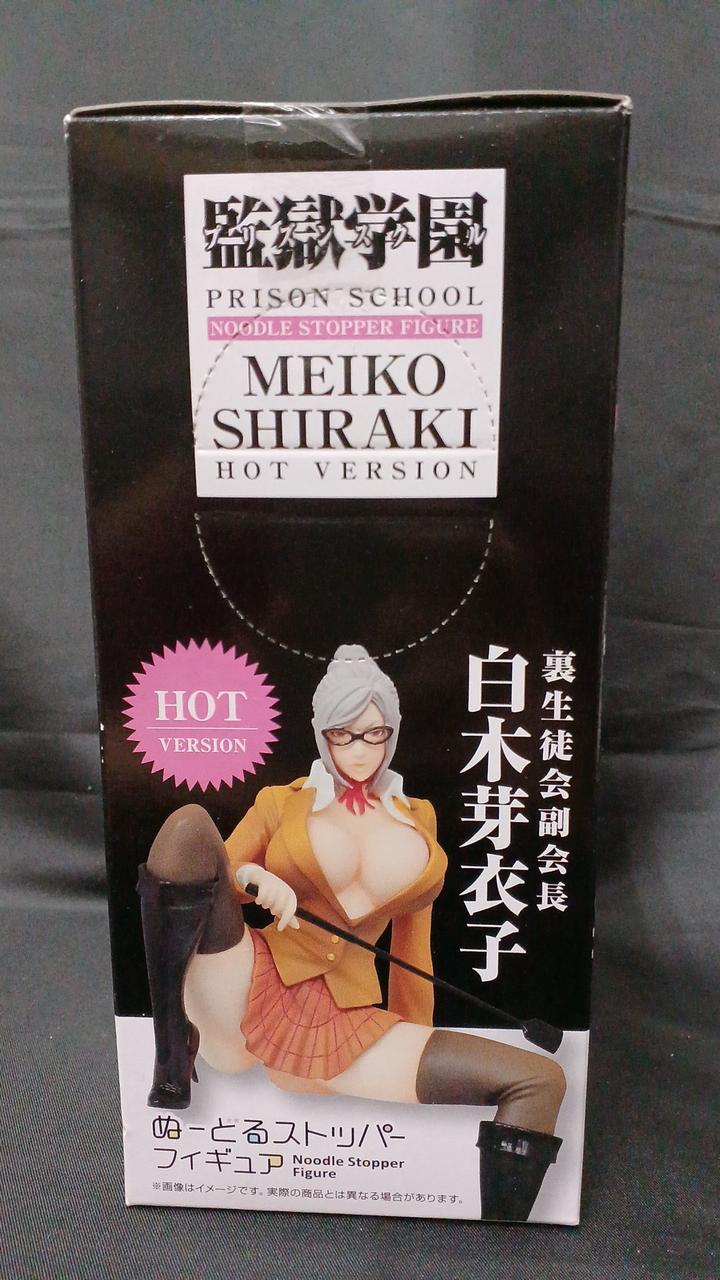 監獄学園
プリズンスクール
PRISON SCHOOL
NOODLE STOPPER FIGURE
MEIKO
SHIRAKI
HOT VERSION
HOT
VERSION
裏生徒会副会長
白木芽衣子
ぬーどるストッパー
フィギュア Noodle Stopper
Figure
※画像はイメージです。実際の商品とは異なる場合があります。